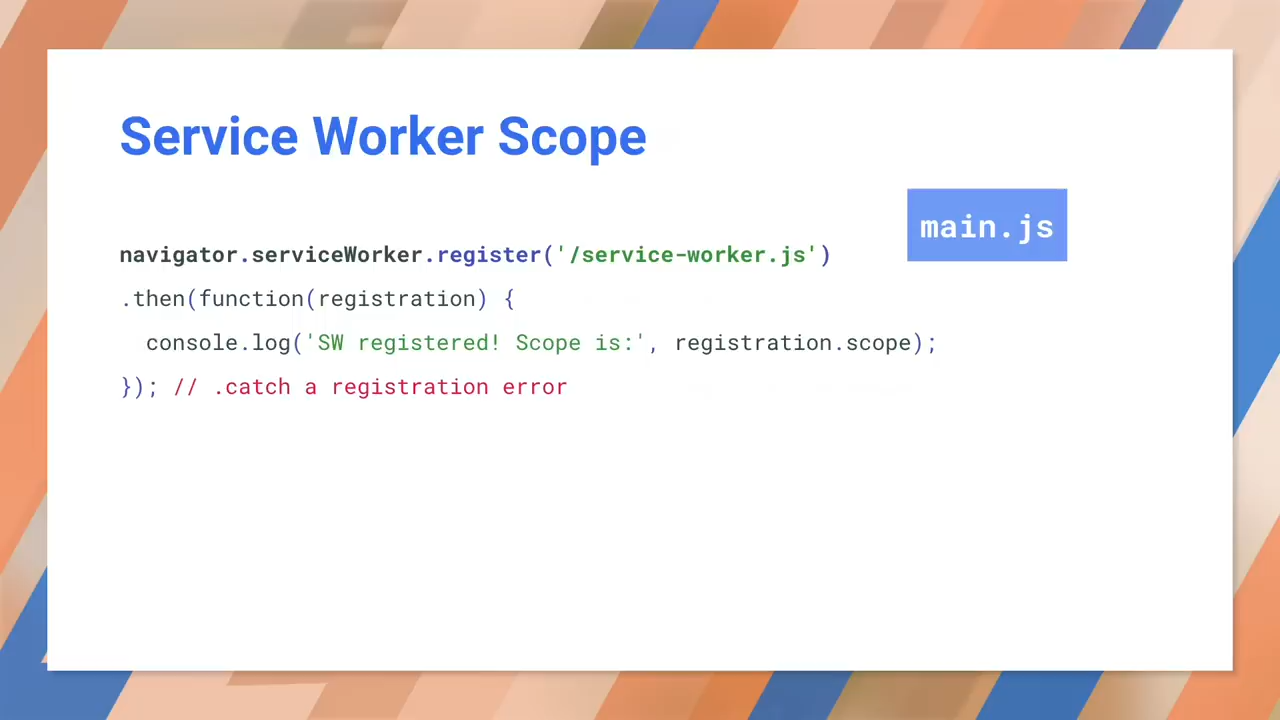 Service Worker Scope
main.js
navigator.serviceWorker.register('/service-worker.js')
.then(function(registration) {
  console.log('SW registered! Scope is:', registration.scope);
}); // .catch a registration error